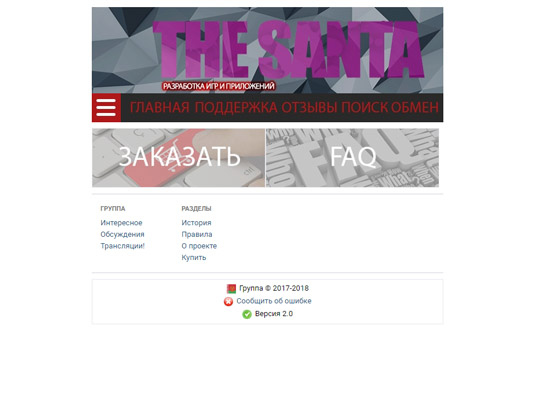 THE SANTA
РАЗРАБОТКА ИГР И ПРИЛОЖЕНИЙ
ГЛАВНАЯ ПОДДЕРЖКА ОТЗЫВЫ ПОИСК ОБМЕН
ЗАКАЗАТЬ FAQ
ГРУППА РАЗДЕЛЫ
Интересное История
Обсуждения Правила
Трансляции! О проекте
Купить
Группа © 2017-2018
Сообщить об ошибке
Версия 2.0